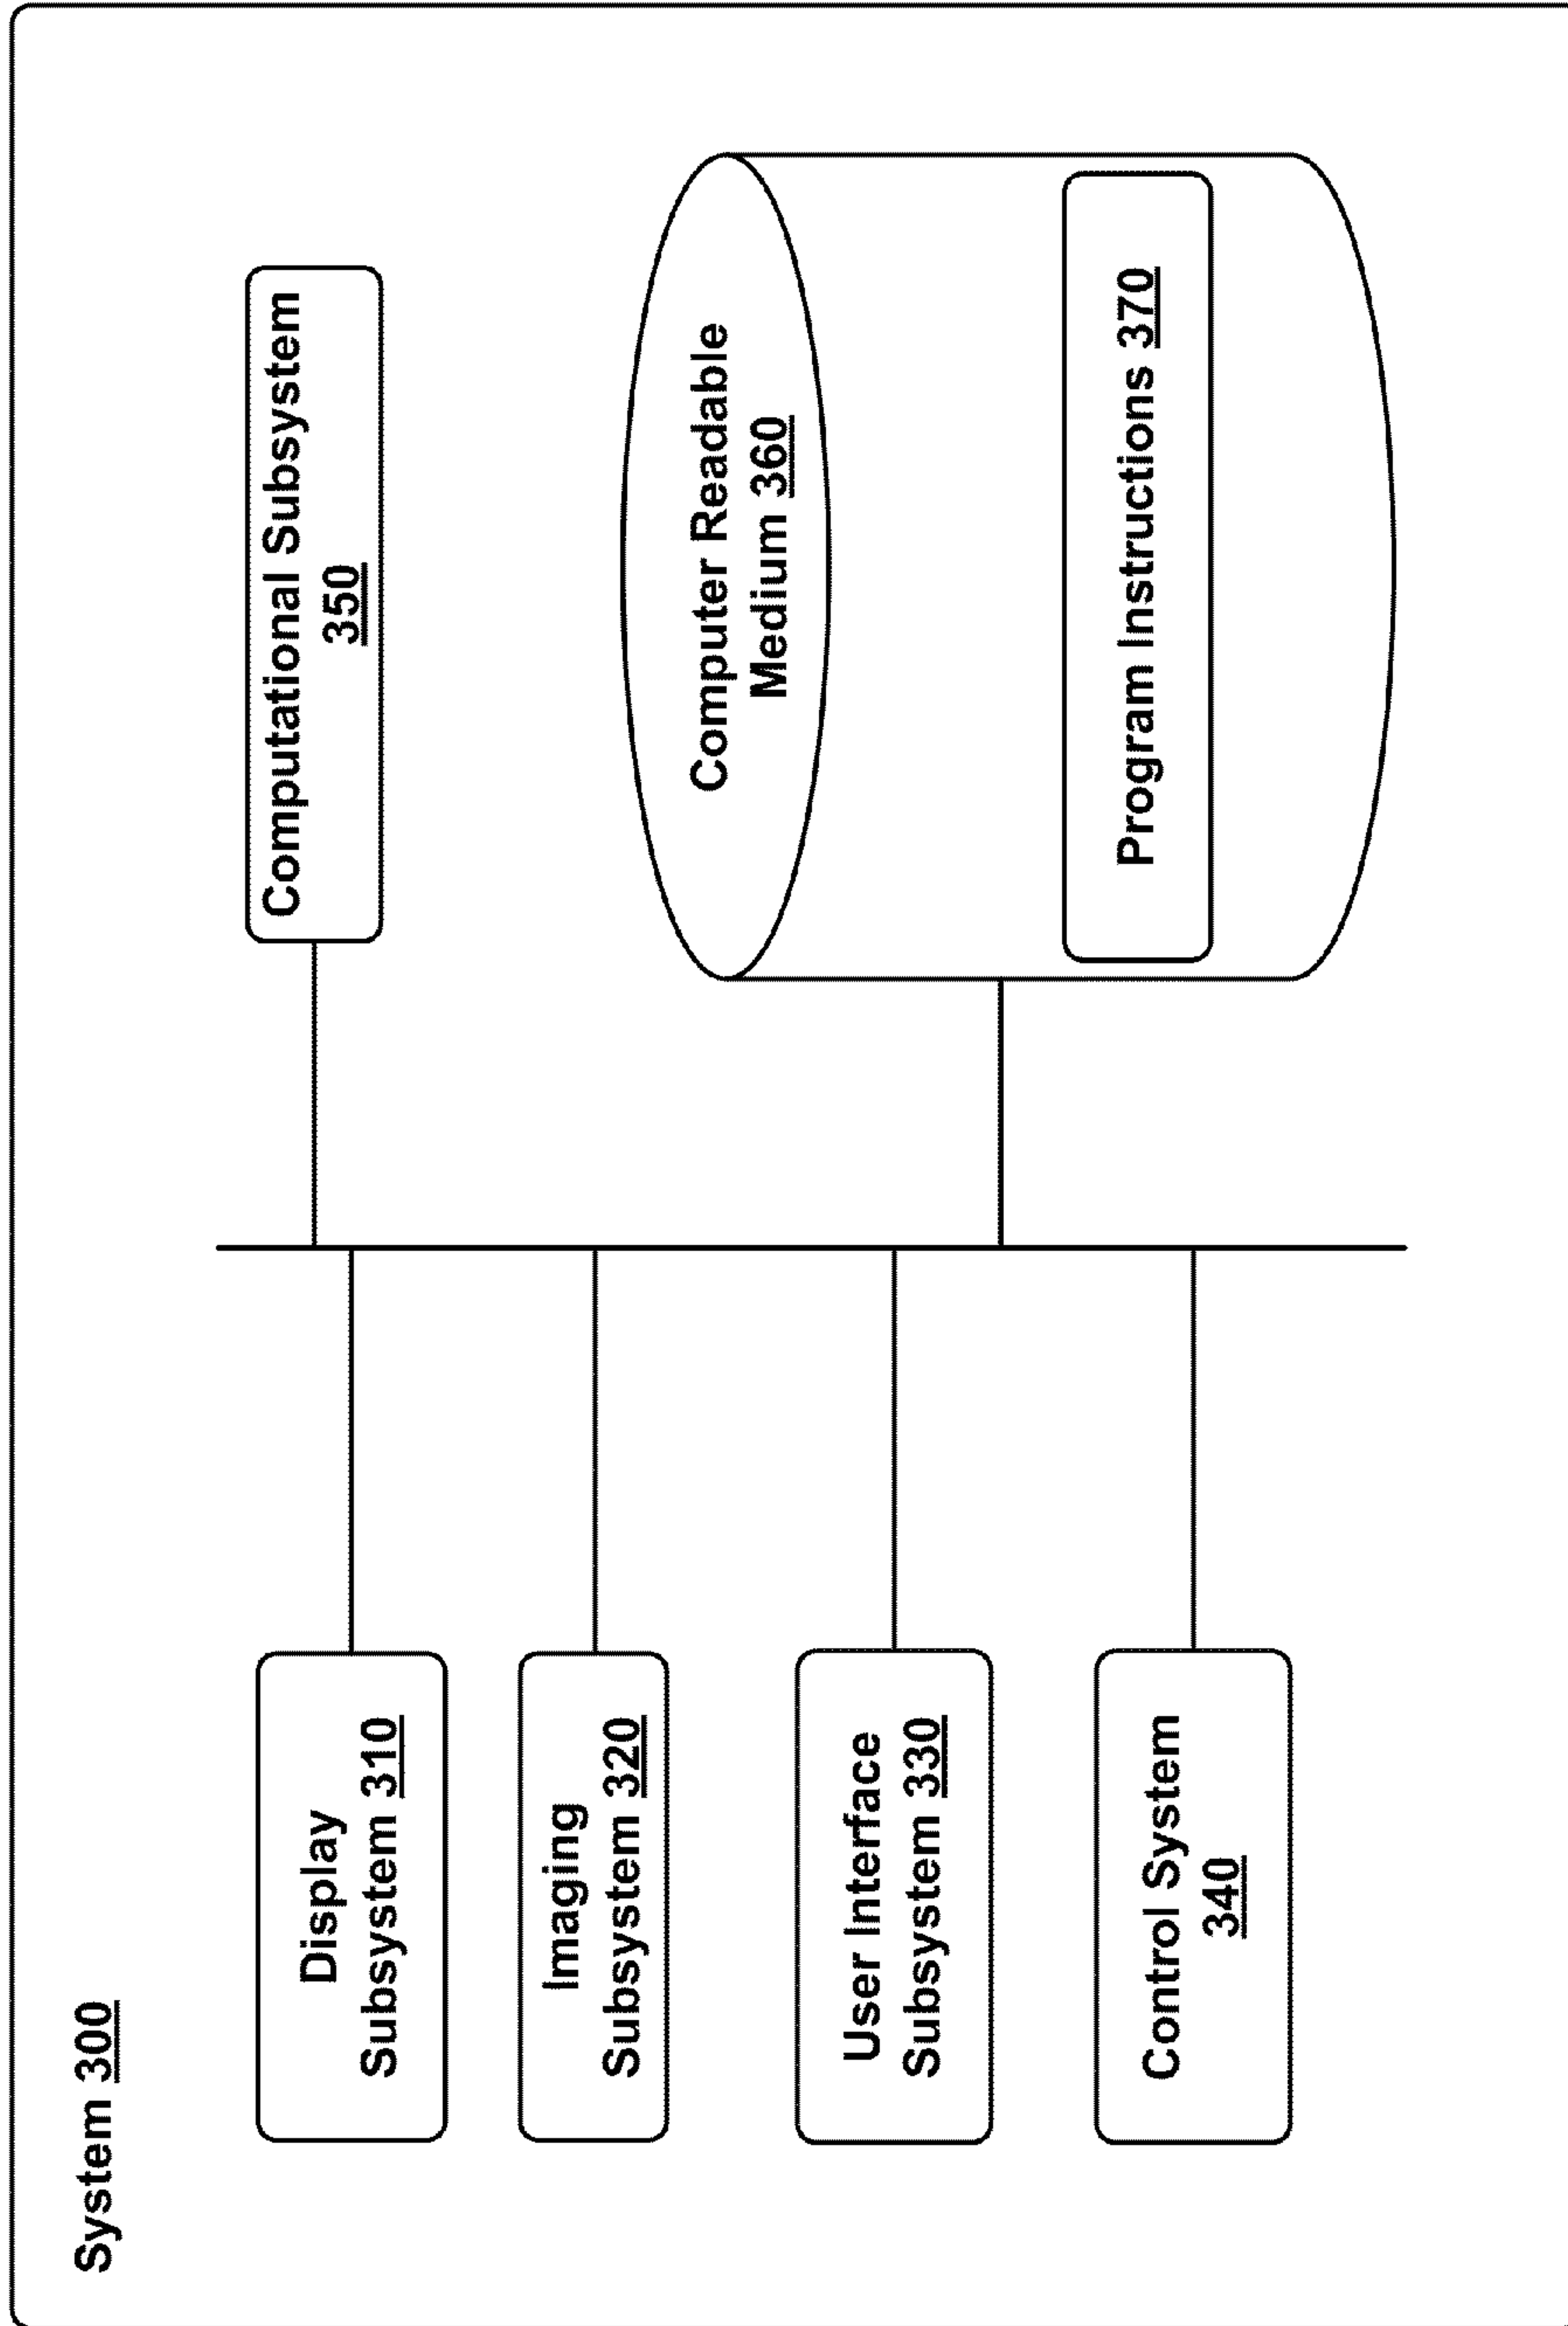 System 300
Display
Subsystem 310
Imaging
Subsystem 320
User Interface
Subsystem 330
Control System
340
Computational Subsystem
350
Computer Readable
Medium 360
Program Instructions 370